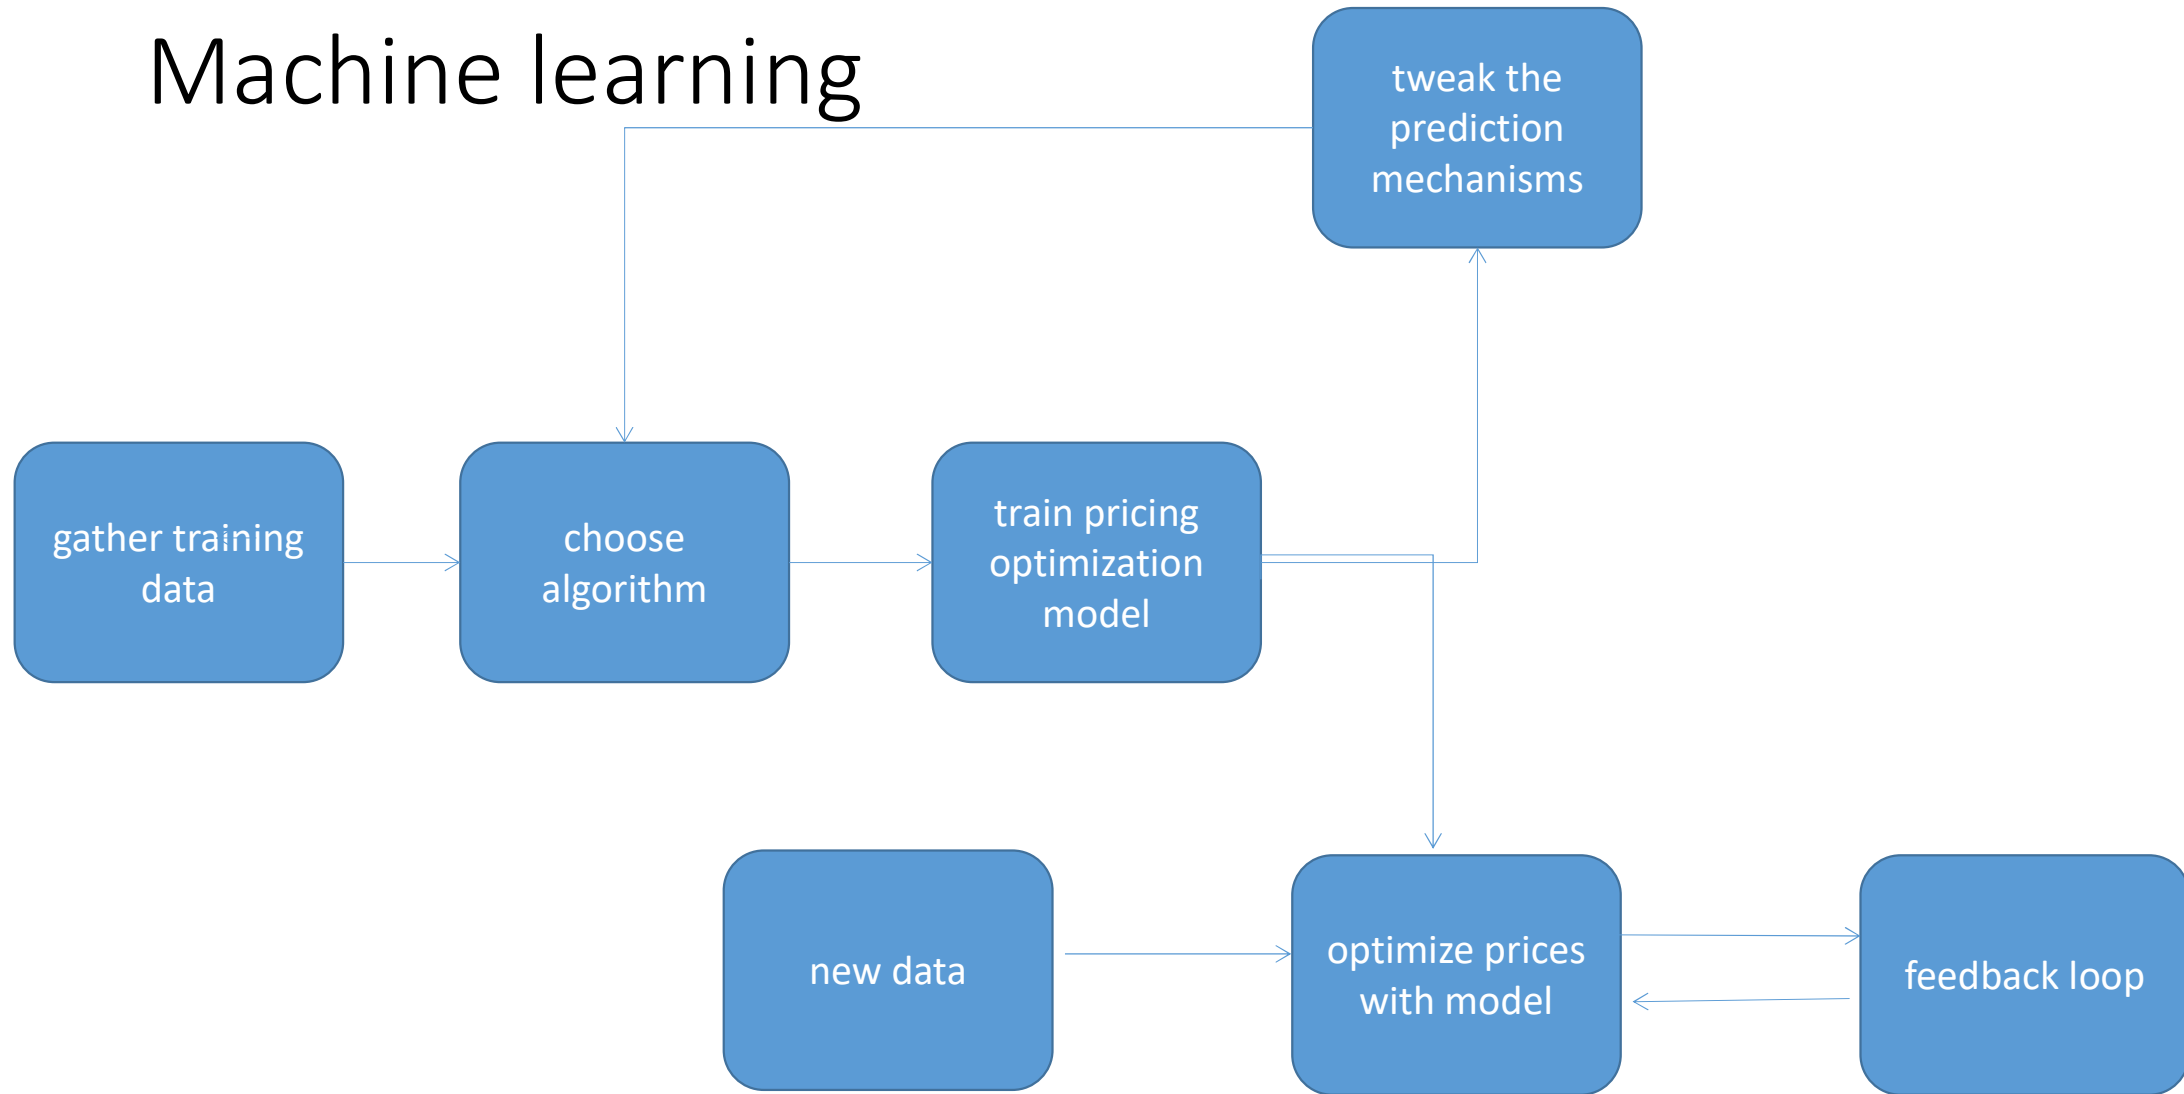 Machine learning
tweak the
prediction
mechanisms
gather training
data
choose
algorithm
train pricing
optimization
model
new data
optimize prices
with model
feedback loop